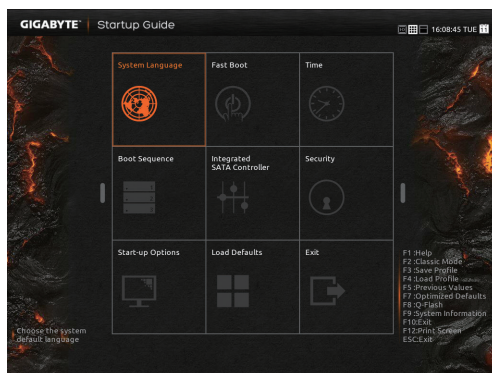 GIGABYTE™ Startup Guide
16:08:45 TUE 11
System Language
Fast Boot
Time
Boot Sequence
Integrated
SATA Controller
Security
Start-up Options
Load Defaults
Exit
F1 :Help
F2 :Classic Mode
F3 :Save Profile
F4 :Load Profile
F5 :Previous Values
F7 :Optimized Defaults
F8 :Q-Flash
F9 :System Information
F10:Exit
F12:Print Screen
ESC:Exit
Choose the system
default language